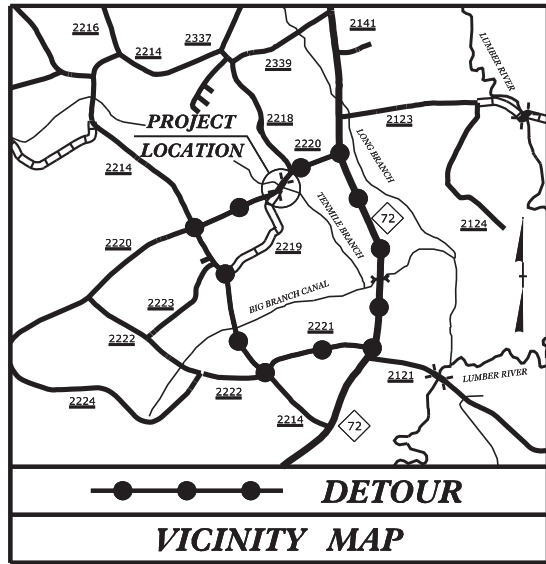 2216
2214
2337
2339
2141
LUMBER RIVER
2218
2123
PROJECT
LOCATION
2220
LONG BRANCH
2214
TENMILE BRANCH
72
2124
2220
2219
2223
BIG BRANCH CANAL
2222
2221
2224
2222
2121
LUMBER RIVER
2214
72
DETOUR
VICINITY MAP